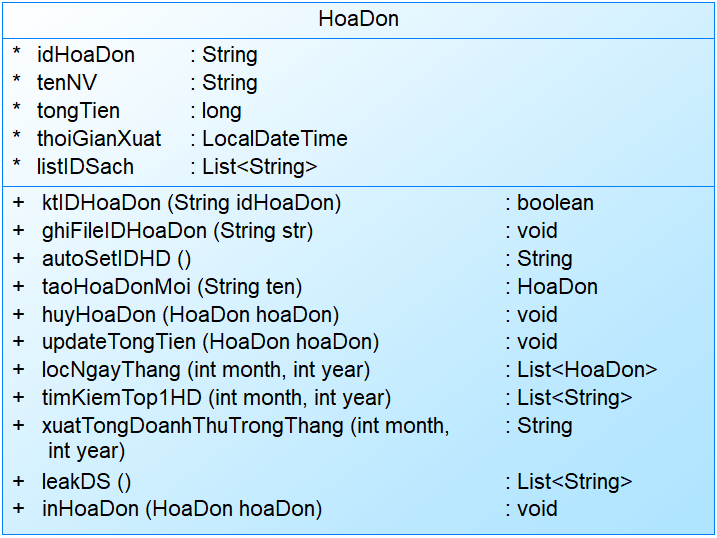 HoaDon
* idHoaDon : String
* tenNV : String
* tongTien : long
* thoiGianXuat : LocalDateTime
* listIDSach : List<String>
+ ktIDHoaDon (String idHoaDon) : boolean
+ ghiFileIDHoaDon (String str) : void
+ autoSetIDHD () : String
+ taoHoaDonMoi (String ten) : HoaDon
+ huyHoaDon (HoaDon hoaDon) : void
+ updateTongTien (HoaDon hoaDon) : void
+ locNgayThang (int month, int year) : List<HoaDon>
+ timKiemTop1HD (int month, int year) : List<String>
+ xuatTongDoanhThuTrongThang (int month, : String
int year)
+ leakDS () : List<String>
+ inHoaDon (HoaDon hoaDon) : void